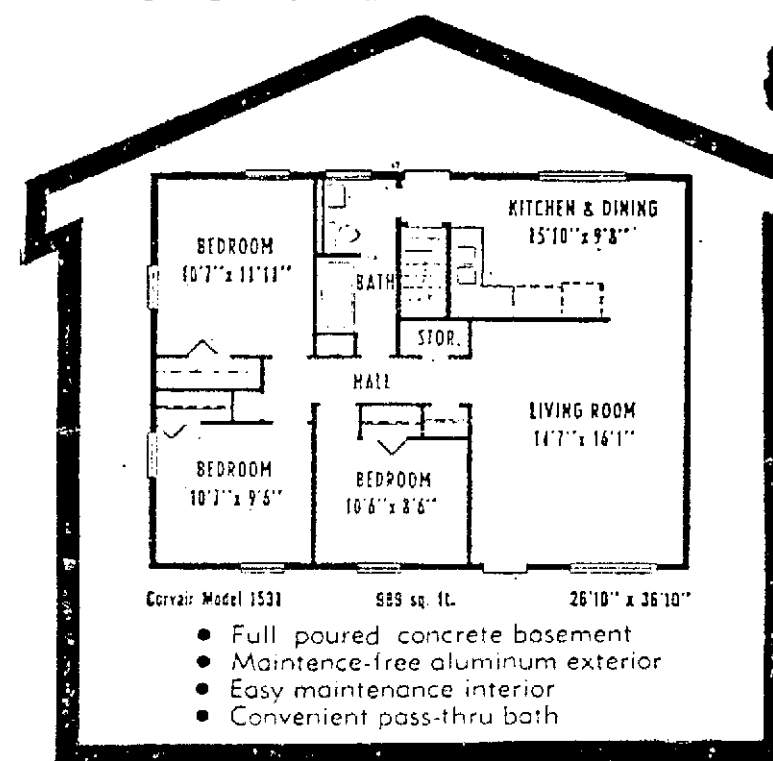 KITCHEN & DINING
15'10" x 9'8"
BEDROOM
10'7" x 11'11"
BATH
STOR.
HALL
LIVING ROOM
14'7" x 16'1"
BEDROOM
10'7" x 9'6"
BEDROOM
10'6" x 8'6"
Corvair Model 1531 989 sq. ft. 26'10" x 36'10"
● Full poured concrete basement
● Maintence-free aluminum exterior
● Easy maintenance interior
● Convenient pass-thru bath